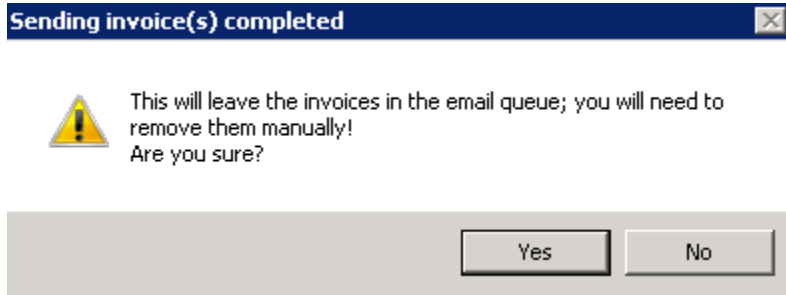 Sending invoice(s) completed
This will leave the invoices in the email queue; you will need to
remove them manually!
Are you sure?
Yes
No